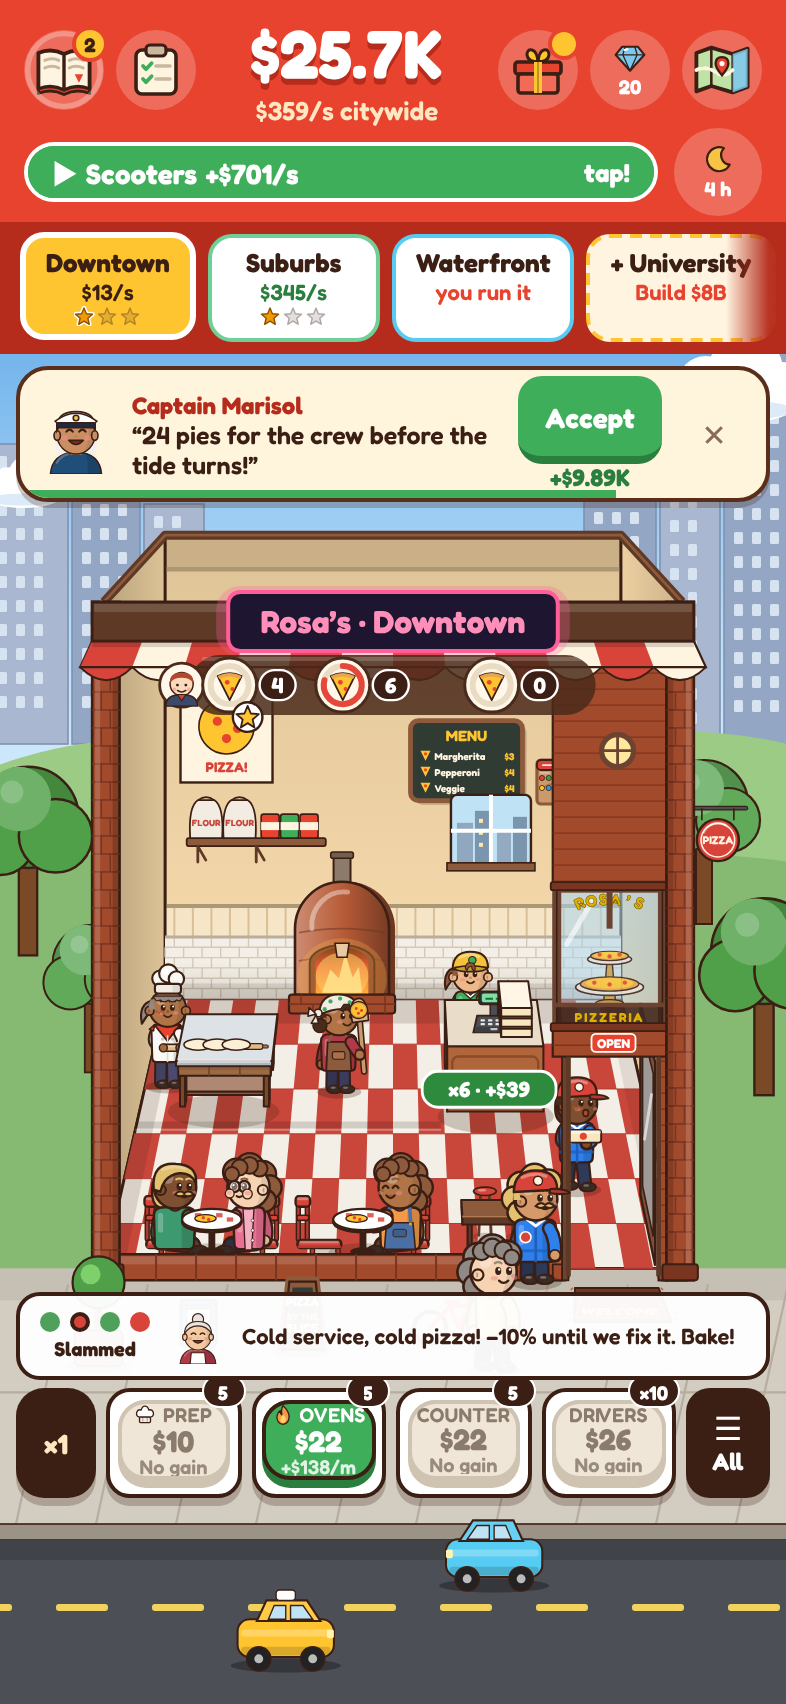 2
$25.7K
$359/s citywide
20
Scooters +$701/s
tap!
4 h
Downtown
$13/s
Suburbs
$345/s
Waterfront
you run it
+ University
Build $8B
Captain Marisol
“24 pies for the crew before the
tide turns!”
Accept
+$9.89K
Rosa's · Downtown
4
6
0
PIZZA!
MENU
Margherita $3
Pepperoni $4
Veggie $4
FLOUR FLOUR
PIZZA
ROSA'S
PIZZERIA
OPEN
x6 · +$39
Slammed
Cold service, cold pizza! –10% until we fix it. Bake!
x1
PREP
5
$10
No gain
OVENS
5
$22
+$138/m
COUNTER
5
$22
No gain
DRIVERS
x10
$26
No gain
All